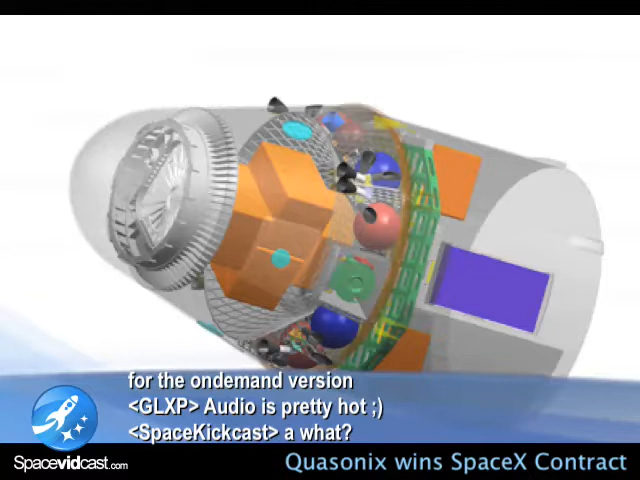 for the ondemand version
<GLXP> Audio is pretty hot ;)
<SpaceKickcast> a what?
Spacevidcast.com
Quasonix wins SpaceX Contract